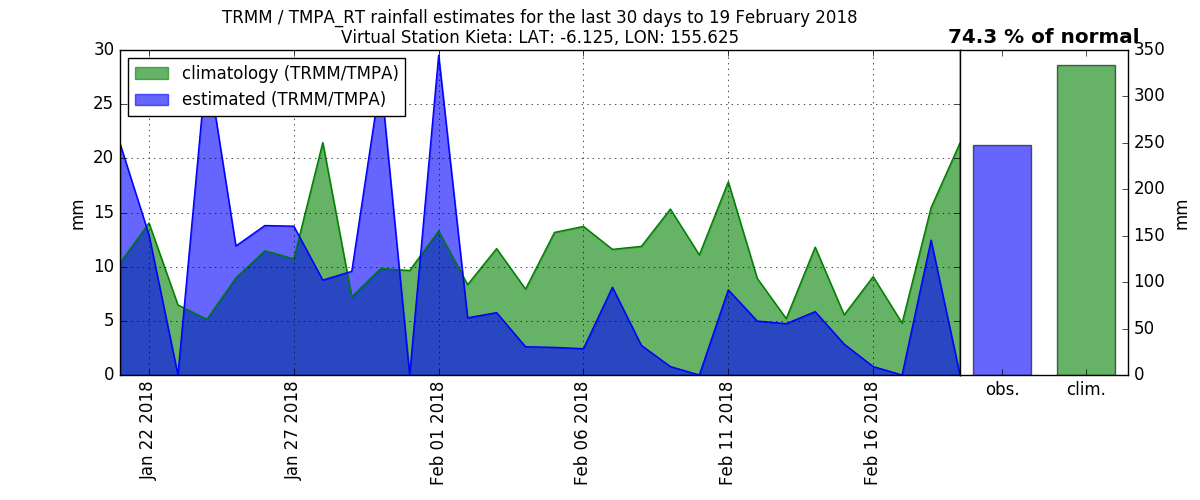 TRMM / TMPA_RT rainfall estimates for the last 30 days to 19 February 2018
Virtual Station Kieta: LAT: -6.125, LON: 155.625
74.3 % of normal
climatology (TRMM/TMPA)
estimated (TRMM/TMPA)
30
25
20
15
10
5
0
mm
Jan 22 2018
Jan 27 2018
Feb 01 2018
Feb 06 2018
Feb 11 2018
Feb 16 2018
obs.
clim.
350
300
250
200
150
100
50
0
mm